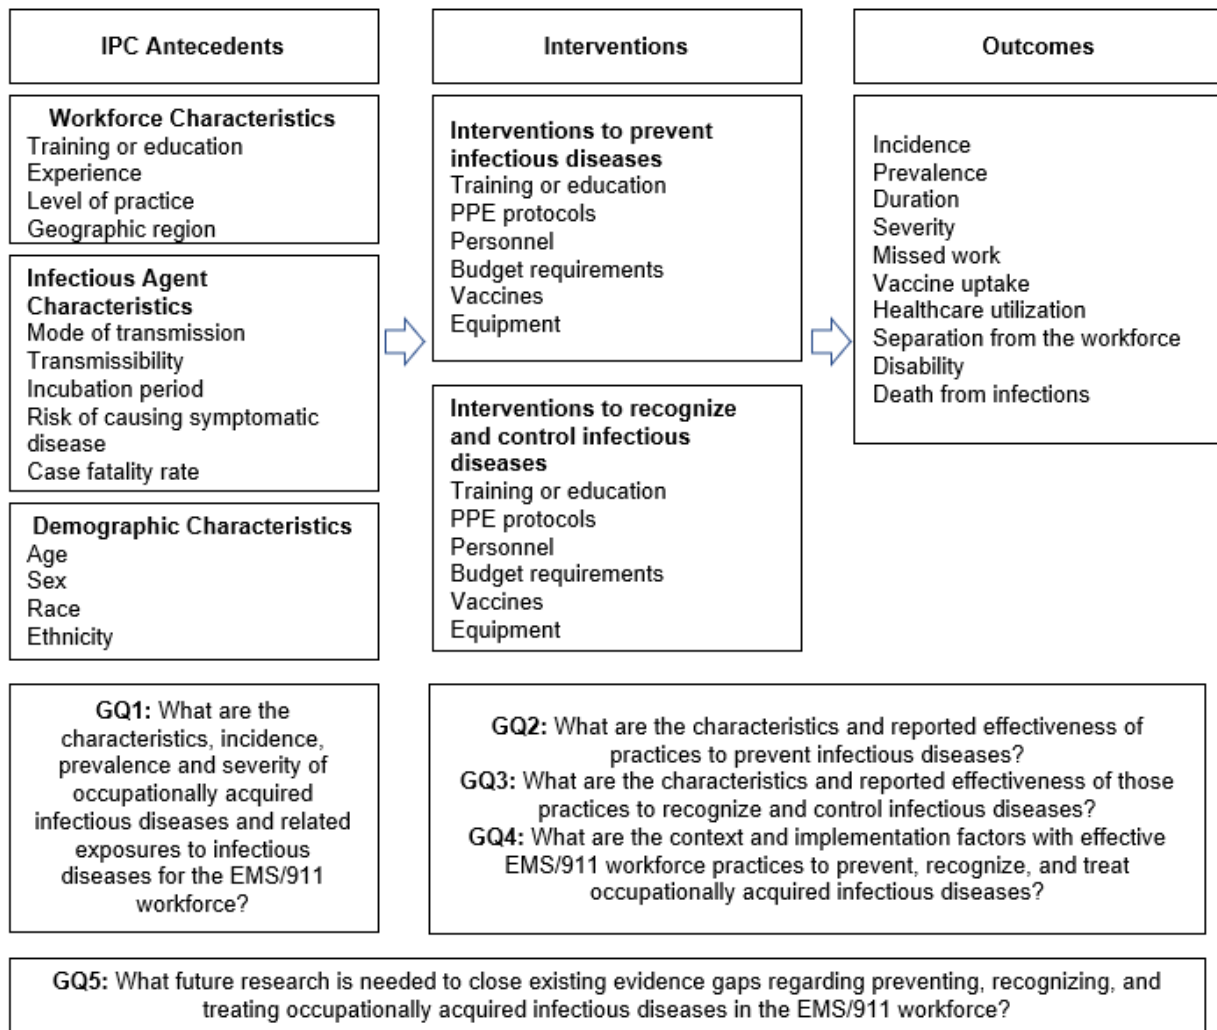 IPC Antecedents
Interventions
Outcomes
Workforce Characteristics
Training or education
Experience
Level of practice
Geographic region
Infectious Agent
Characteristics
Mode of transmission
Transmissibility
Incubation period
Risk of causing symptomatic
disease
Case fatality rate
Demographic Characteristics
Age
Sex
Race
Ethnicity
Interventions to prevent
infectious diseases
Training or education
PPE protocols
Personnel
Budget requirements
Vaccines
Equipment
Interventions to recognize
and control infectious
diseases
Training or education
PPE protocols
Personnel
Budget requirements
Vaccines
Equipment
Incidence
Prevalence
Duration
Severity
Missed work
Vaccine uptake
Healthcare utilization
Separation from the workforce
Disability
Death from infections
GQ1: What are the
characteristics, incidence,
prevalence and severity of
occupationally acquired
infectious diseases and related
exposures to infectious
diseases for the EMS/911
workforce?
GQ2: What are the characteristics and reported effectiveness of
practices to prevent infectious diseases?
GQ3: What are the characteristics and reported effectiveness of those
practices to recognize and control infectious diseases?
GQ4: What are the context and implementation factors with effective
EMS/911 workforce practices to prevent, recognize, and treat
occupationally acquired infectious diseases?
GQ5: What future research is needed to close existing evidence gaps regarding preventing, recognizing, and
treating occupationally acquired infectious diseases in the EMS/911 workforce?